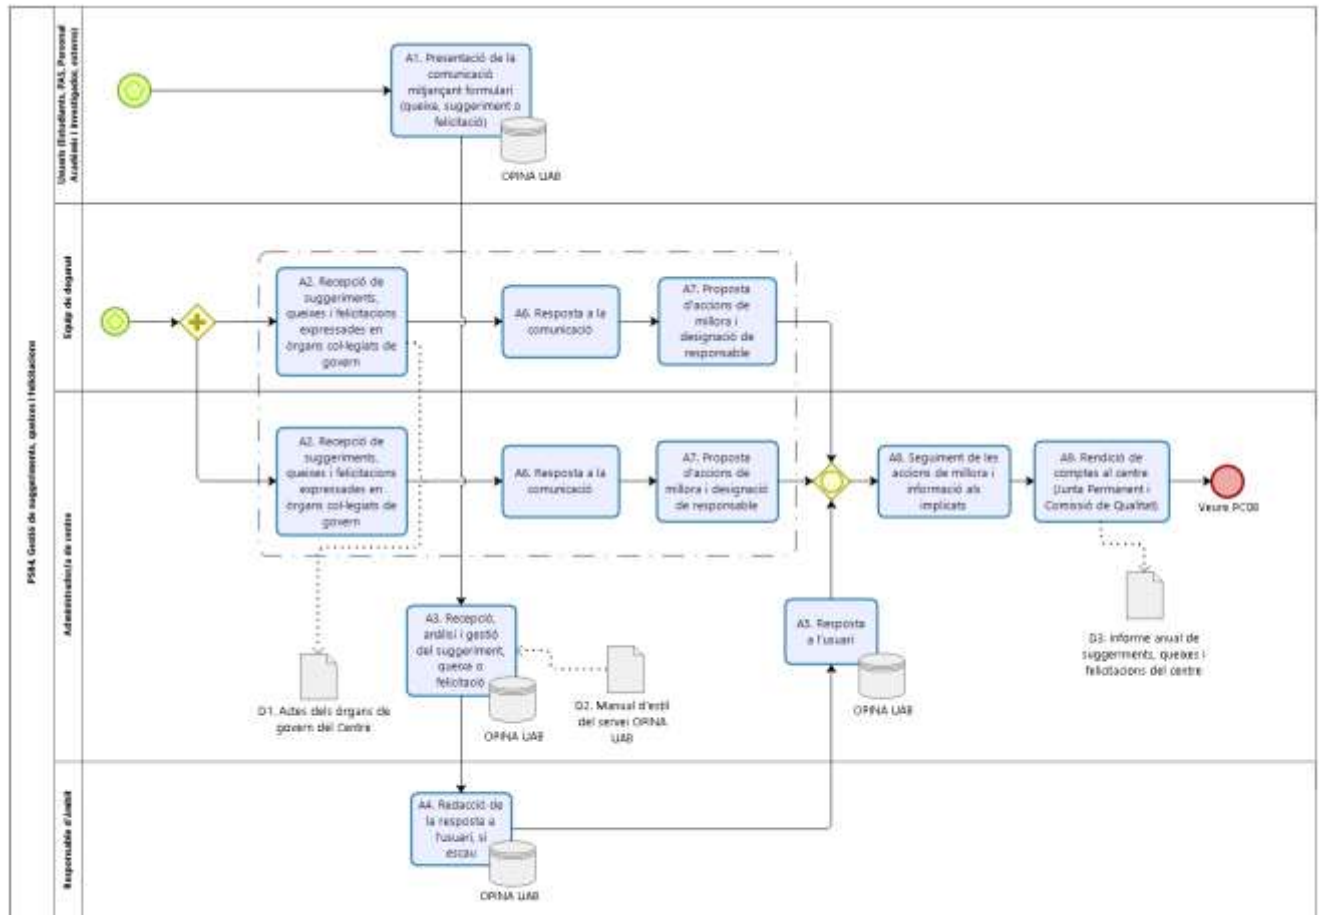 PS04. Gestió de suggeriments, queixes i felicitacions
Usuaris (Estudiants, PAS, Personal
Acadèmic i Investigador, externs)
A1. Presentació de la
comunicació
mitjançant formulari
(queixa, suggeriment o
felicitació)
OPINA UAB
Equip de deganat
A2. Recepció de
suggeriments,
queixes i felicitacions
expressades en
òrgans col·legiats de
govern
A6. Resposta a la
comunicació
A7. Proposta
d'accions de
millora i
designació de
responsable
Administrador/a de centre
A2. Recepció de
suggeriments,
queixes i felicitacions
expressades en
òrgans col·legiats de
govern
A6. Resposta a la
comunicació
A7. Proposta
d'accions de
millora i designació
de responsable
A8. Seguiment de les
accions de millora i
informació als
implicats
A9. Rendició de
comptes al centre
(Junta Permanent i
Comissió de Qualitat)
Veure PC08
D1. Actes dels òrgans de
govern del Centre
A3. Recepció,
anàlisi i gestió
del suggeriment,
queixa o
felicitació
OPINA UAB
D2. Manual d'estil
del servei OPINA
UAB
A5. Resposta
a l'usuari
OPINA UAB
D3. Informe anual de
suggeriments, queixes i
felicitacions del centre
Responsable d'àmbit
A4. Redacció de
la resposta a
l'usuari, si
escau
OPINA UAB